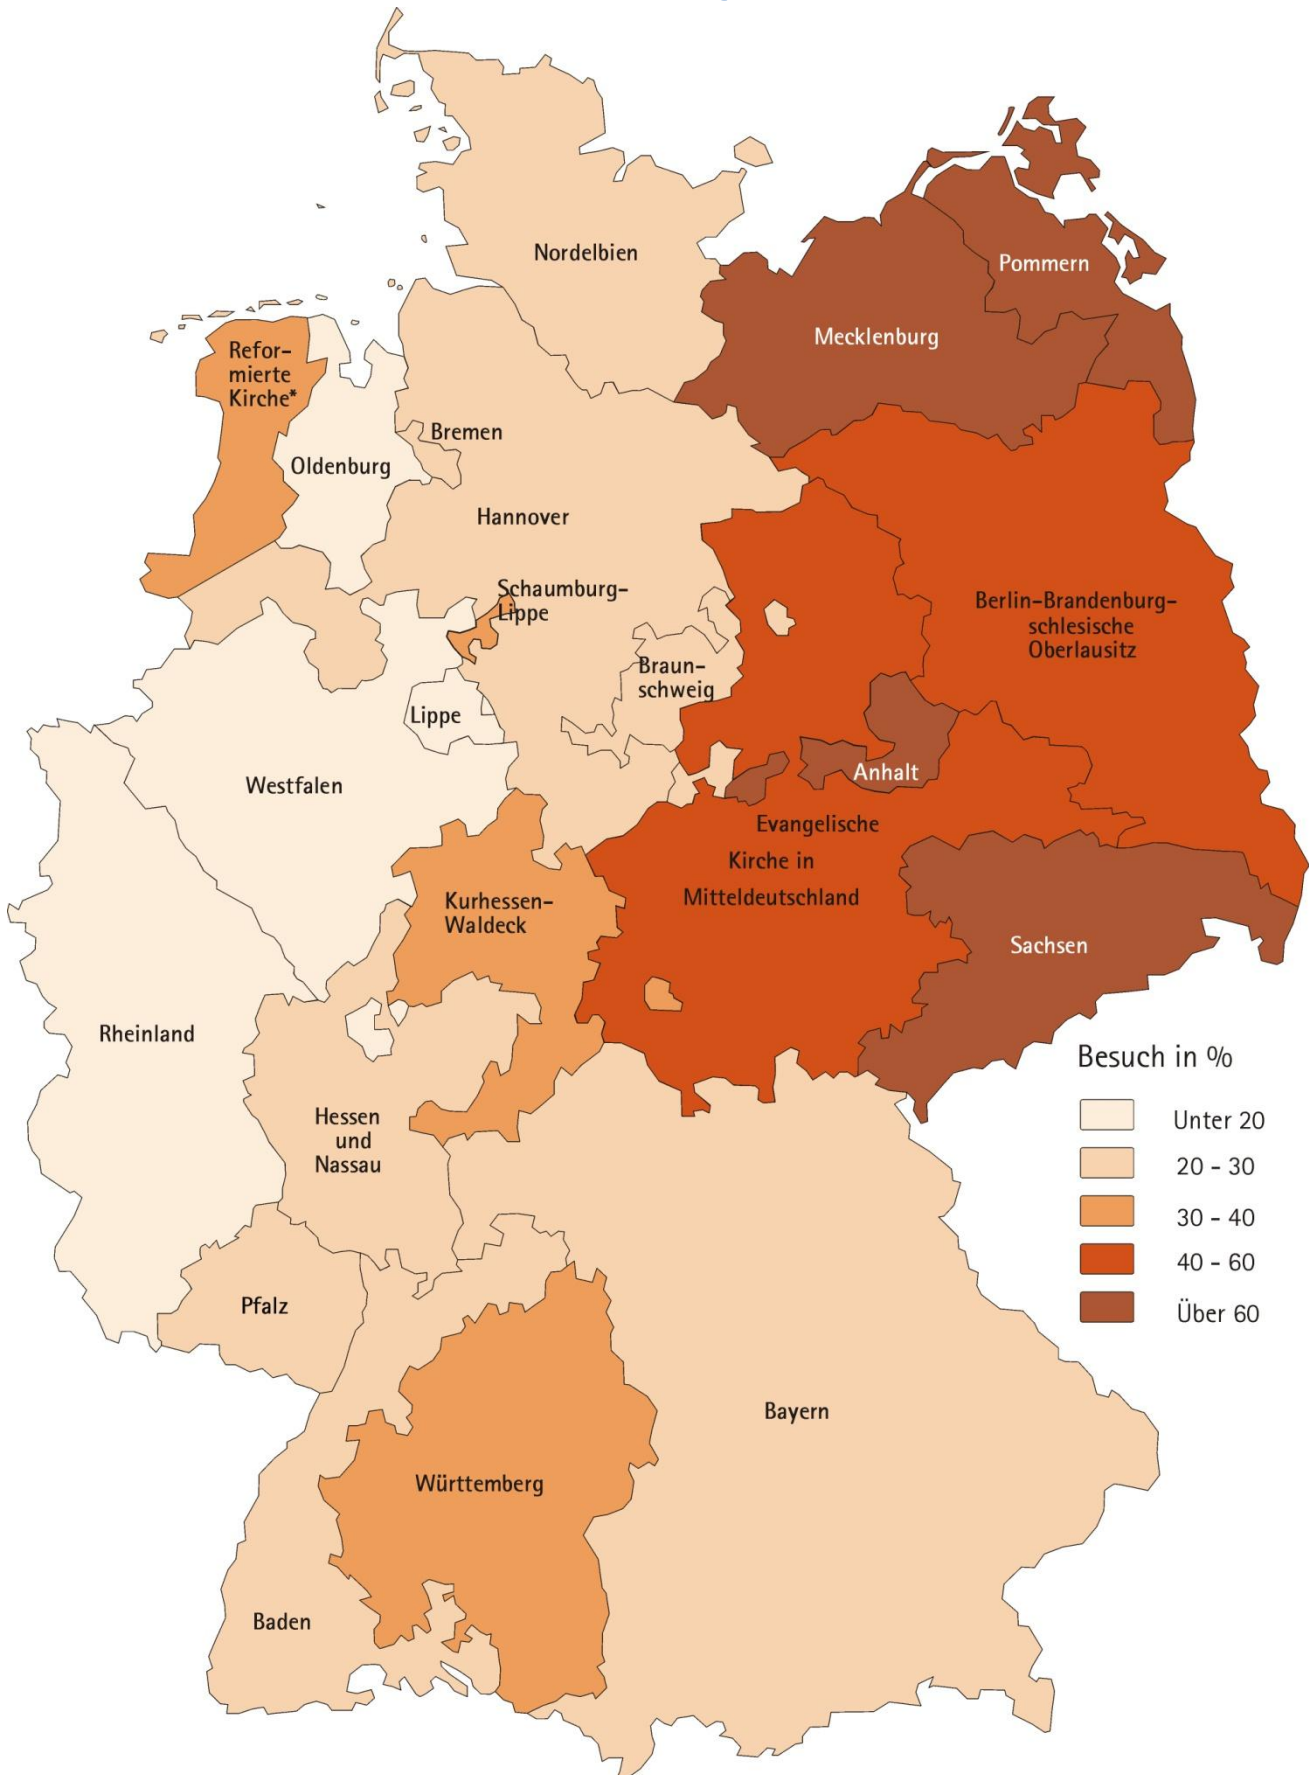 Nordelbien
Pommern
Mecklenburg
Refor-
mierte
Kirche*
Bremen
Oldenburg
Hannover
Schaumburg-
Lippe
Berlin-Brandenburg-
schlesische
Oberlausitz
Braun-
schweig
Lippe
Westfalen
Anhalt
Evangelische
Kirche in
Mitteldeutschland
Kurhessen-
Waldeck
Sachsen
Rheinland
Hessen
und
Nassau
Pfalz
Bayern
Württemberg
Baden
Besuch in %
Unter 20
20 - 30
30 - 40
40 - 60
Über 60